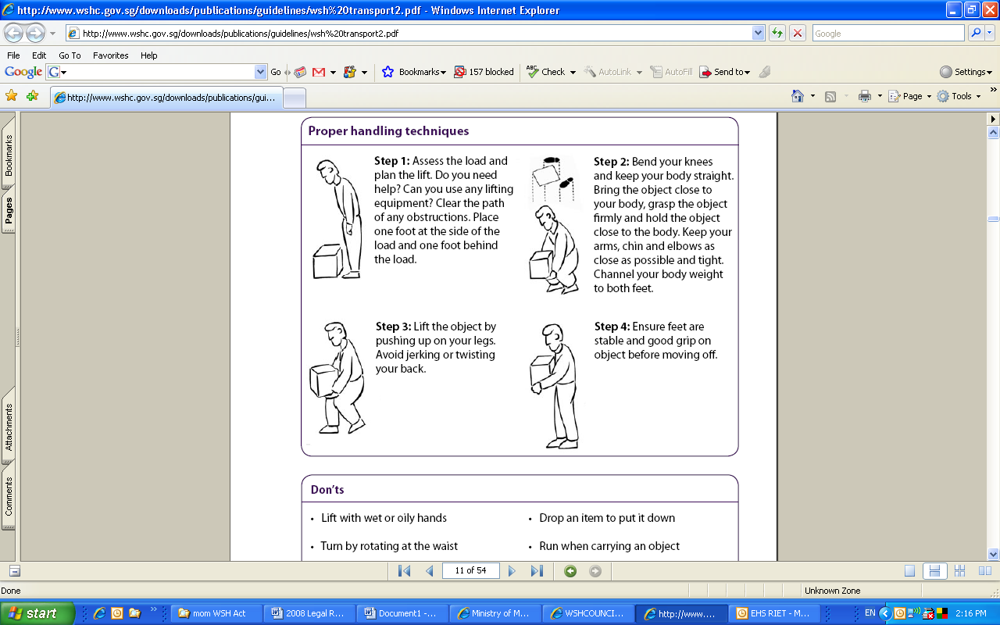 http://www.wshc.gov.sg/downloads/publications/guidelines/wsh%20transport2.pdf - Windows Internet Explorer
http://www.wshc.gov.sg/downloads/publications/guidelines/wsh%20transport2.pdf
Google
File Edit Go To Favorites Help
Google G Go Bookmarks 157 blocked ABC Check AutoLink AutoFill Send to Settings
http://www.wshc.gov.sg/downloads/publications/gui... Page Tools »
Bookmarks
Pages
Attachments
Comments
Proper handling techniques
Step 1: Assess the load and
plan the lift. Do you need
help? Can you use any lifting
equipment? Clear the path
of any obstructions. Place
one foot at the side of the
load and one foot behind
the load.
Step 2: Bend your knees
and keep your body straight.
Bring the object close to
your body, grasp the object
firmly and hold the object
close to the body. Keep your
arms, chin and elbows as
close as possible and tight.
Channel your body weight
to both feet.
Step 3: Lift the object by
pushing up on your legs.
Avoid jerking or twisting
your back.
Step 4: Ensure feet are
stable and good grip on
object before moving off.
Don'ts
• Lift with wet or oily hands
• Drop an item to put it down
• Turn by rotating at the waist
• Run when carrying an object
11 of 54
Done Unknown Zone
start » mom WSH Act 2008 Legal R... Document1 -... Ministry of M... WSHCOUNCI... http://www.... EHS RIET - M... EN 2:16 PM